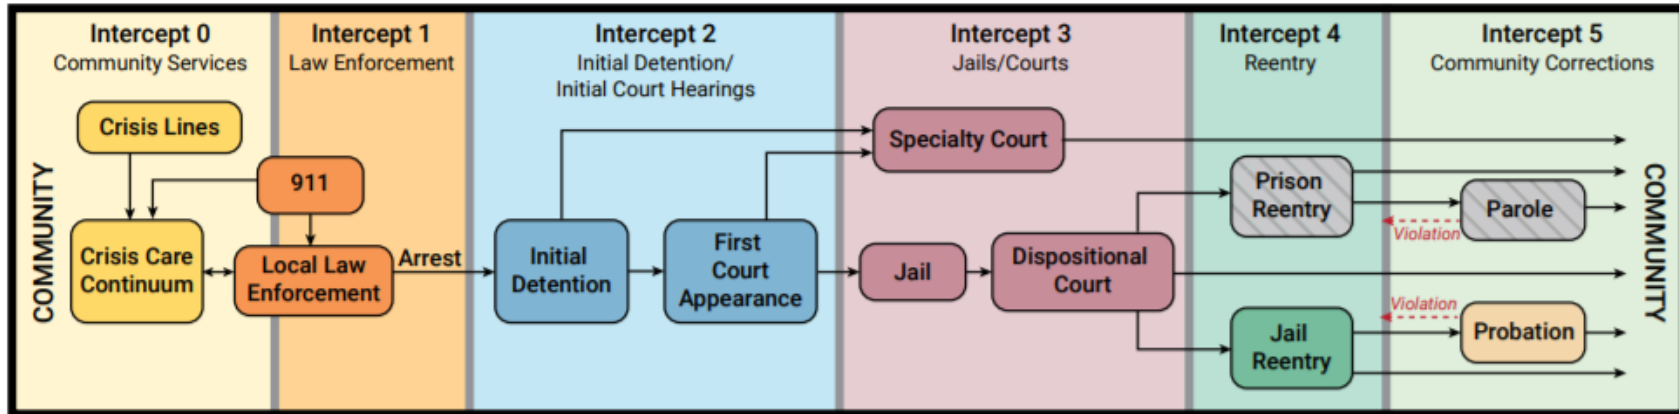 Intercept 0
Community Services
Intercept 1
Law Enforcement
Intercept 2
Initial Detention/
Initial Court Hearings
Intercept 3
Jails/Courts
Intercept 4
Reentry
Intercept 5
Community Corrections
COMMUNITY
Crisis Lines
911
Crisis Care
Continuum
Local Law
Enforcement
Arrest
Initial
Detention
First
Court
Appearance
Specialty Court
Jail
Dispositional
Court
Prison
Reentry
Violation
Parole
Jail
Reentry
Violation
Probation
COMMUNITY